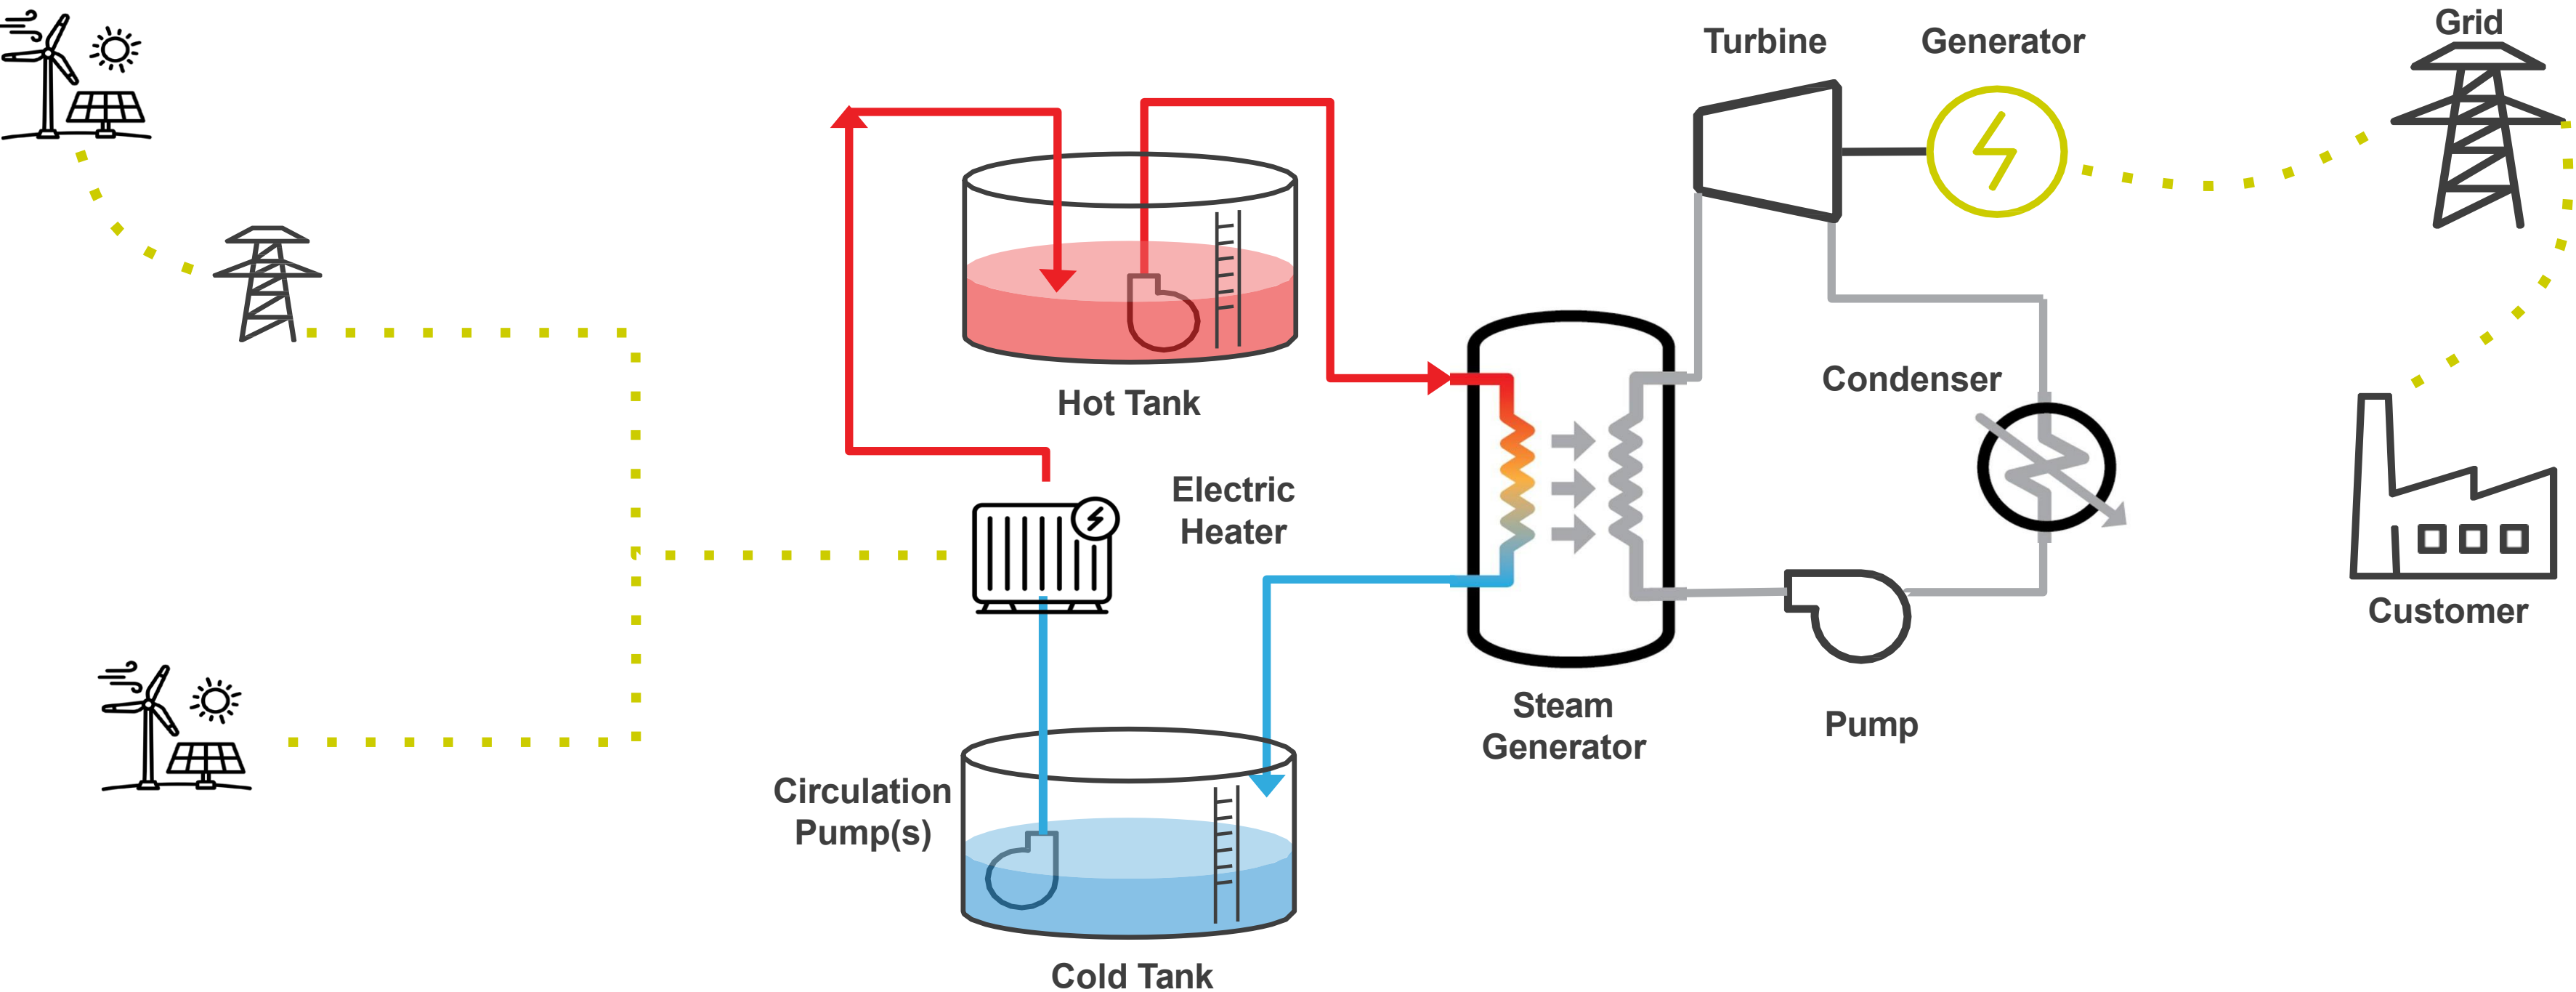 Grid
Turbine
Generator
Hot Tank
Condenser
Electric
Heater
Customer
Steam
Generator
Pump
Circulation
Pump(s)
Cold Tank